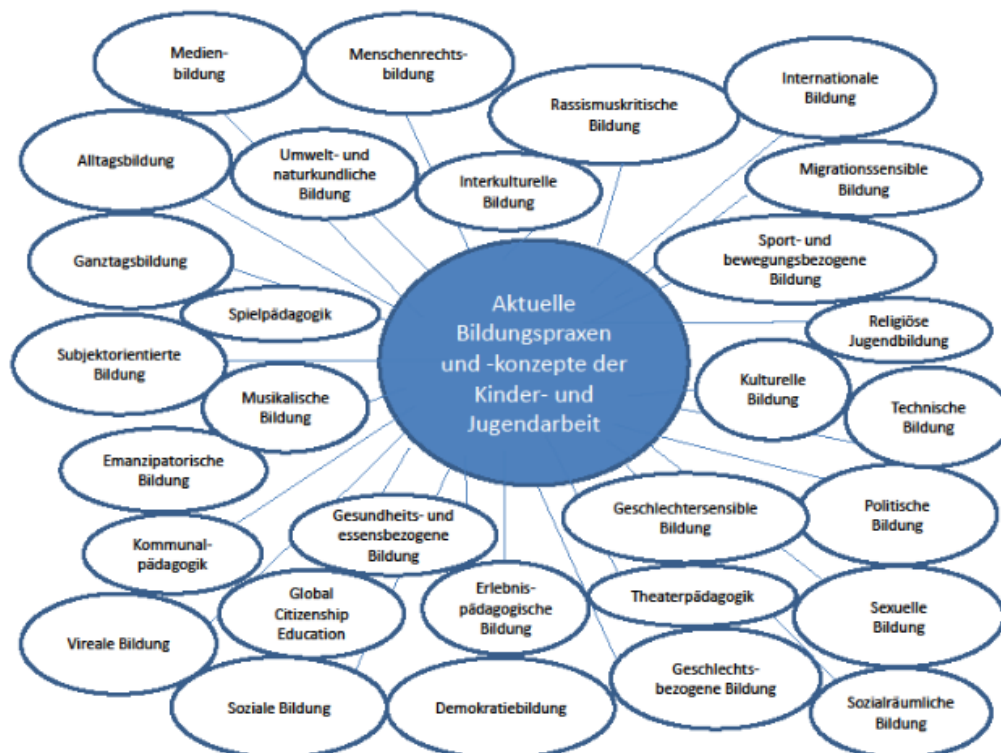 Medien-
bildung
Menschenrechts-
bildung
Rassismuskritische
Bildung
Internationale
Bildung
Alltagsbildung
Umwelt- und
naturkundliche
Bildung
Interkulturelle
Bildung
Migrationssensible
Bildung
Sport- und
bewegungsbezogene
Bildung
Ganztagsbildung
Spielpädagogik
Aktuelle
Bildungspraxen
und -konzepte der
Kinder- und
Jugendarbeit
Religiöse
Jugendbildung
Subjektorientierte
Bildung
Musikalische
Bildung
Kulturelle
Bildung
Technische
Bildung
Emanzipatorische
Bildung
Gesundheits- und
essensbezogene
Bildung
Geschlechtersensible
Bildung
Politische
Bildung
Kommunal-
pädagogik
Global
Citizenship
Education
Erlebnis-
pädagogische
Bildung
Theaterpädagogik
Sexuelle
Bildung
Vireale Bildung
Soziale Bildung
Demokratiebildung
Geschlechts-
bezogene Bildung
Sozialräumliche
Bildung